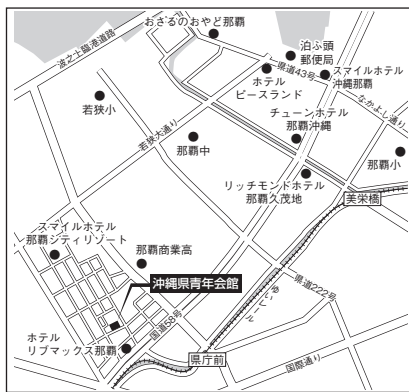 おさるのおやど那覇
波之上臨港道路
泊ふ頭
郵便局
県道43号
スマイルホテル
沖縄那覇
ホテル
ピースランド
なかよし通り
若狭小
チューンホテル
那覇沖縄
若狭大通り
那覇中
那覇小
リッチモンドホテル
那覇久茂地
美栄橋
スマイルホテル
那覇シティリゾート
那覇商業高
沖縄県青年会館
ゆいレール
県道222号
国道58号
ホテル
リブマックス那覇
県庁前
国際通り